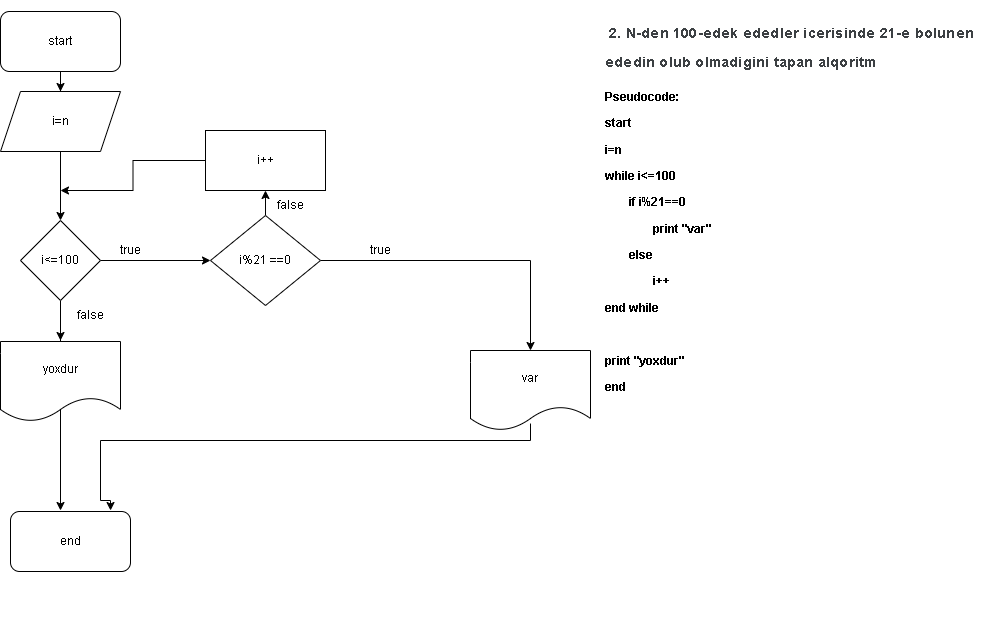 start
i=n
i++
false
i<=100
true
i%21 ==0
true
false
yoxdur
var
end
2. N-den 100-edek ededler icerisinde 21-e bolunen
ededin olub olmadigini tapan alqoritm
Pseudocode:
start
i=n
while i<=100
if i%21==0
print "var"
else
i++
end while
print "yoxdur"
end